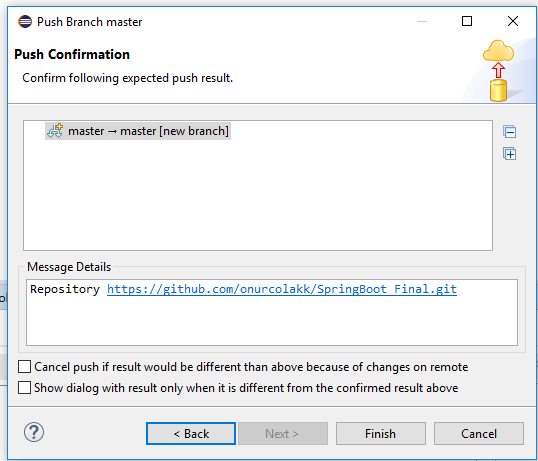 Push Branch master
Push Confirmation
Confirm following expected push result.
master → master [new branch]
Message Details
Repository https://github.com/onurcolakk/SpringBoot_Final.git
Cancel push if result would be different than above because of changes on remote
Show dialog with result only when it is different from the confirmed result above
< Back
Next >
Finish
Cancel